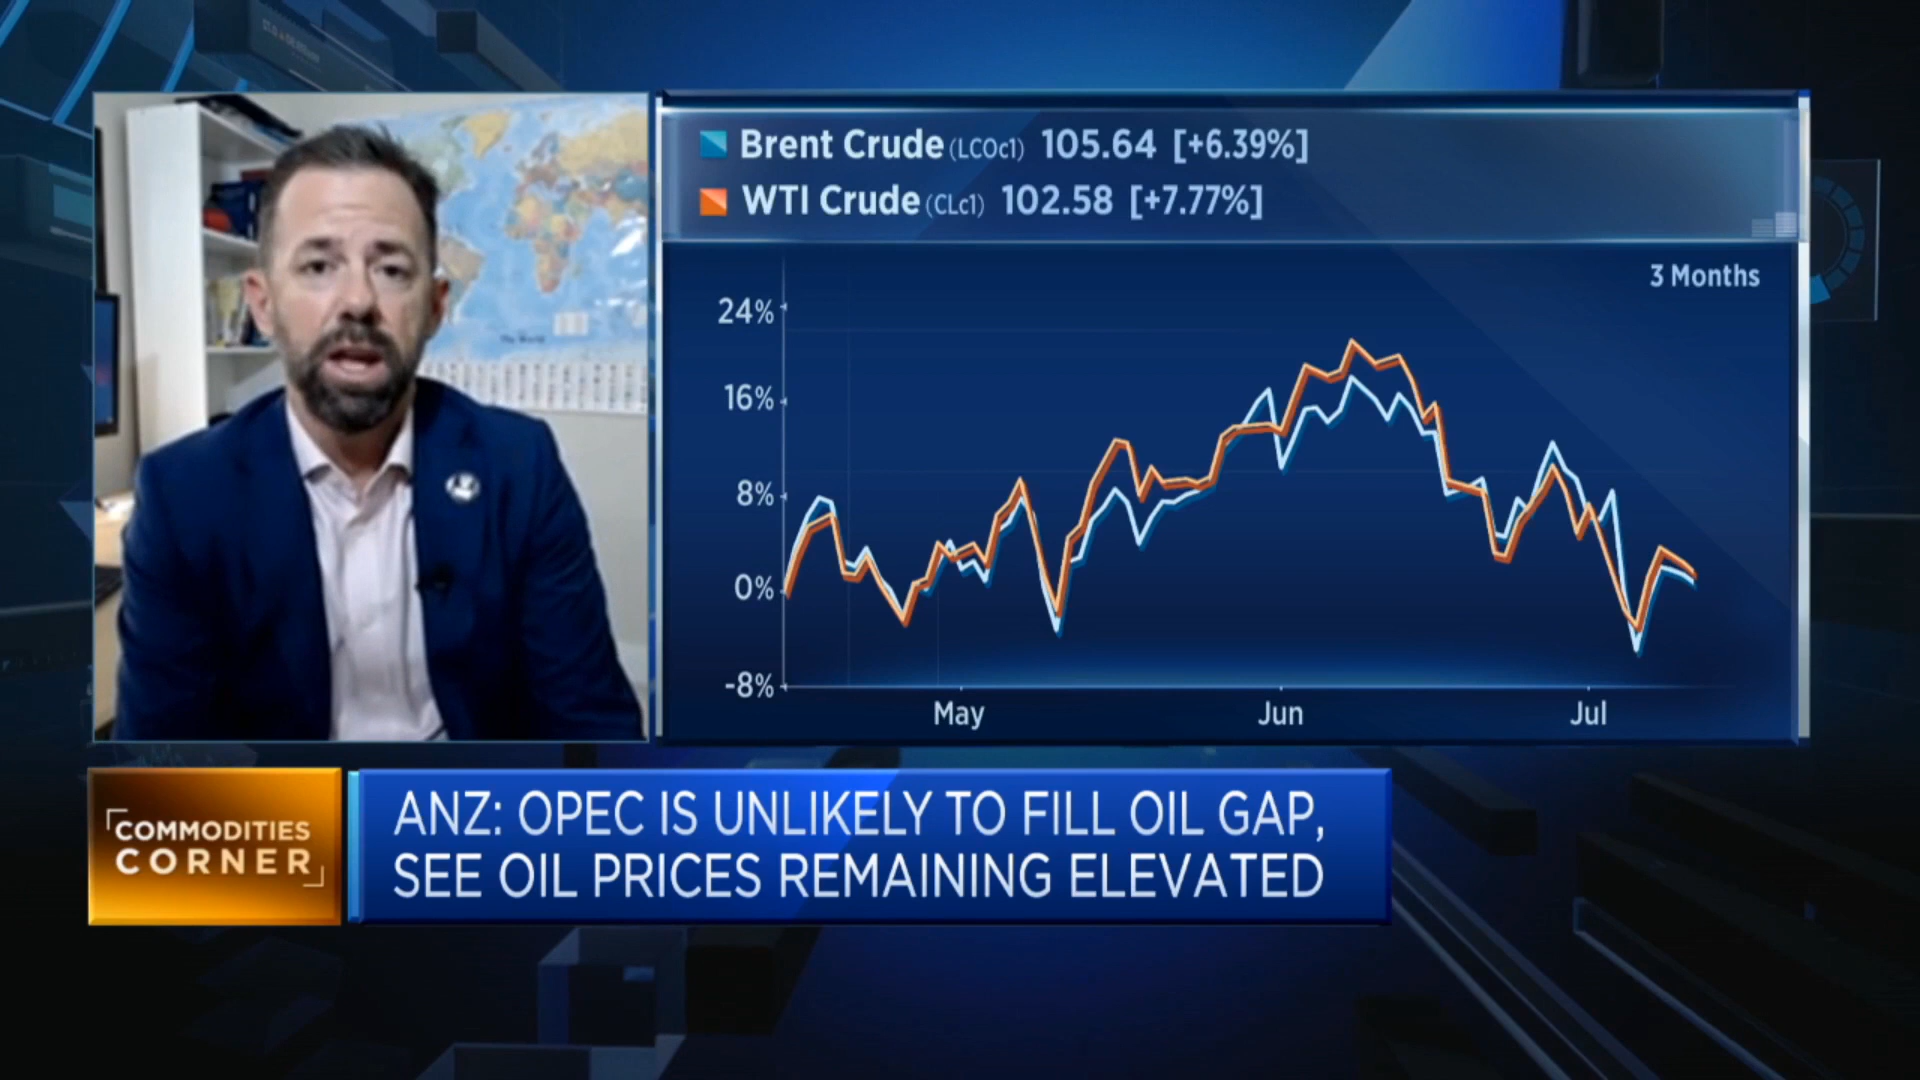 Brent Crude (LCOc1) 105.64 [+6.39%]
WTI Crude (CLc1) 102.58 [+7.77%]
3 Months
24%
16%
8%
0%
-8%
May Jun Jul
The World
COMMODITIES
CORNER
ANZ: OPEC IS UNLIKELY TO FILL OIL GAP,
SEE OIL PRICES REMAINING ELEVATED